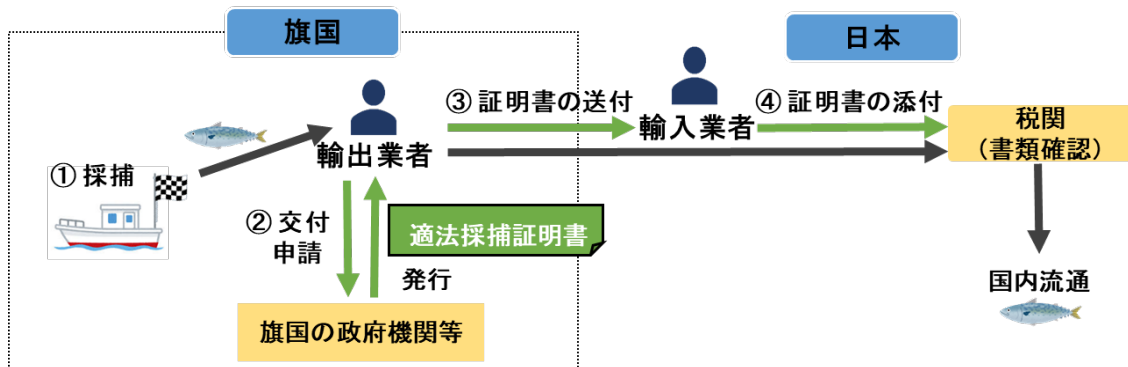 旗国
日本
①採捕
輸出業者
②交付
申請
適法採捕証明書
発行
旗国の政府機関等
③証明書の送付
輸入業者
④証明書の添付
税関
（書類確認）
国内流通